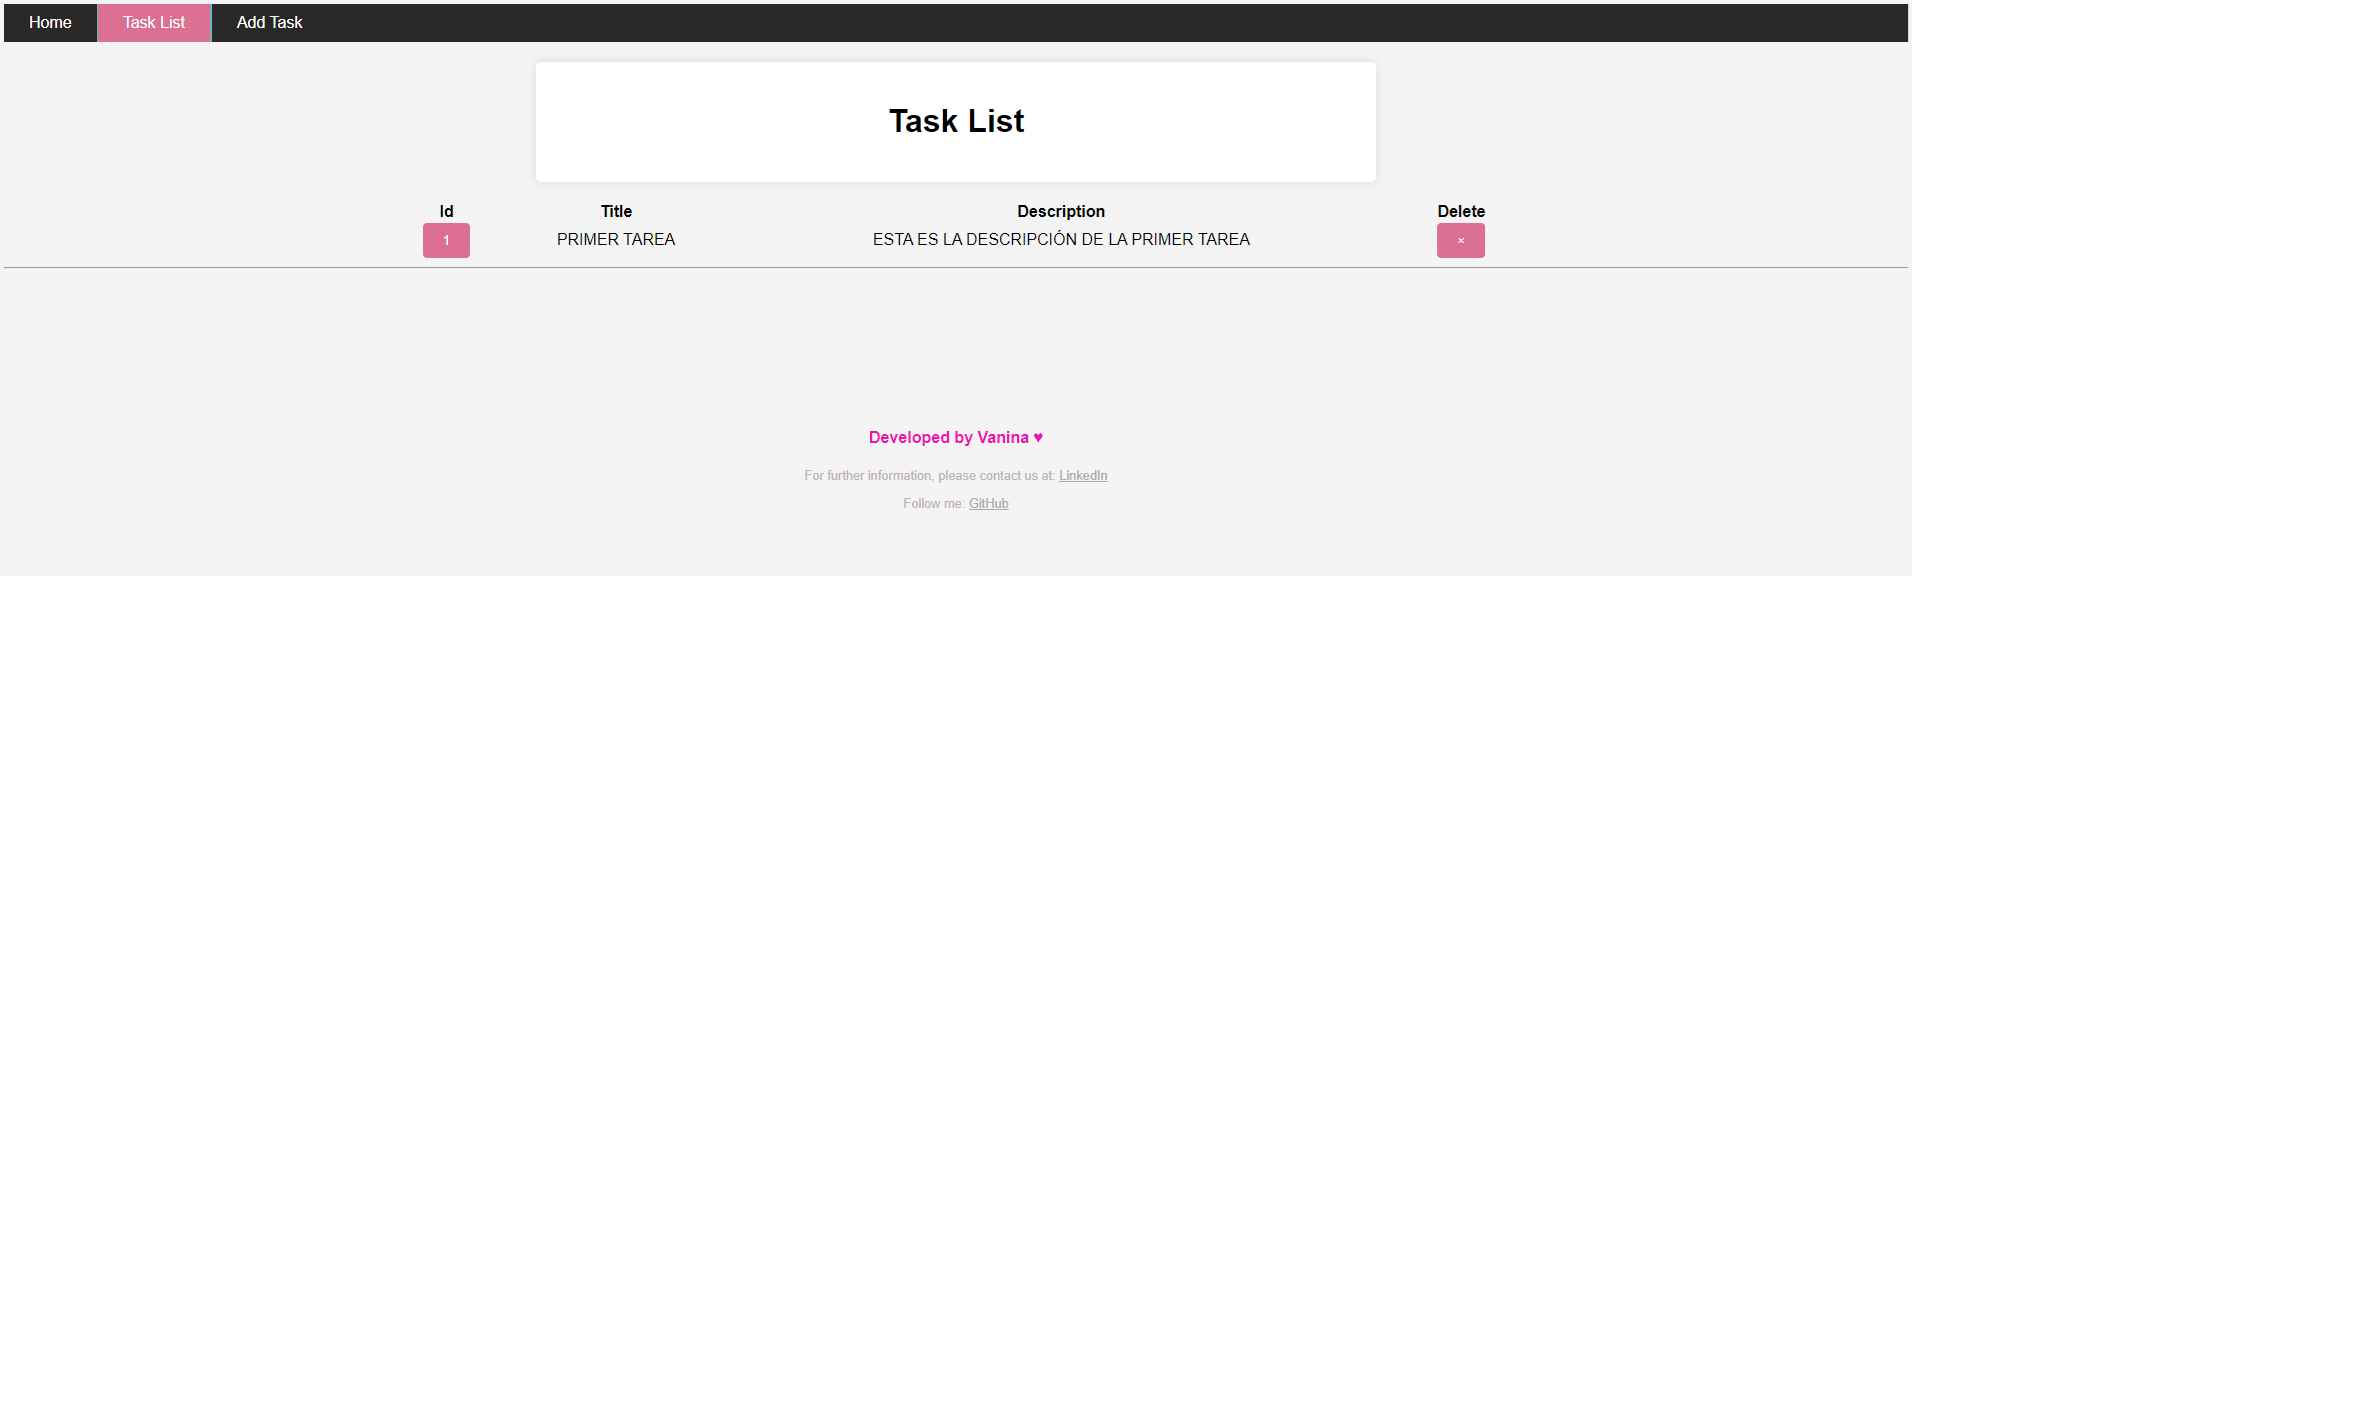 Home Task List Add Task
Task List
Id Title Description Delete
1 PRIMER TAREA ESTA ES LA DESCRIPCIÓN DE LA PRIMER TAREA ×
Developed by Vanina ♥
For further information, please contact us at: LinkedIn
Follow me: GitHub